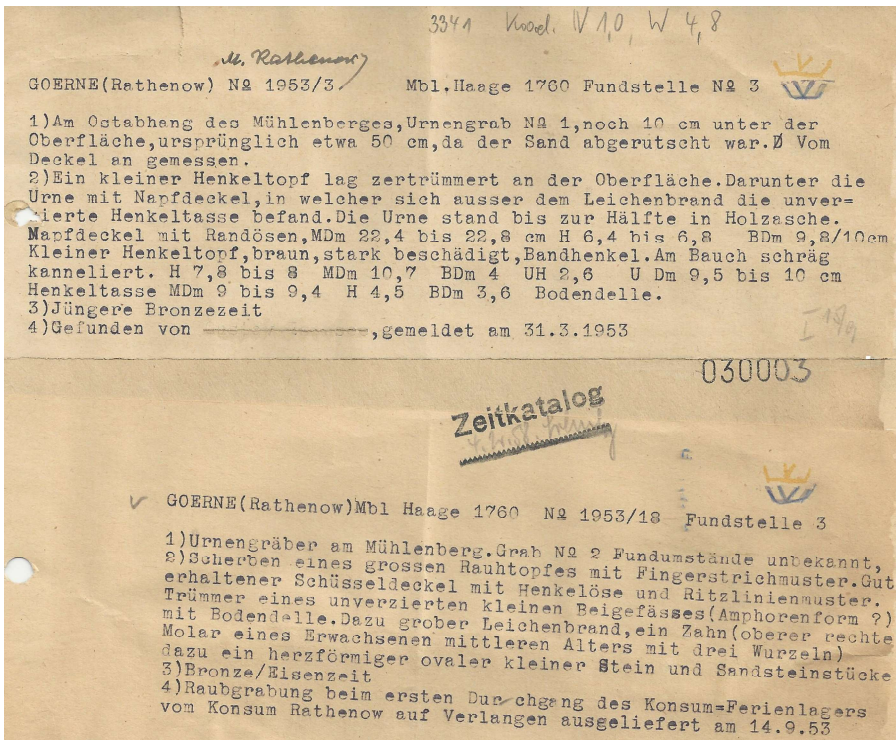 3341 Koord. N 1,0, W 4,8
M. Rathenow
GOERNE(Rathenow) № 1953/3 Mbl.Haage 1760 Fundstelle № 3
1)Am Ostabhang des Mühlenberges,Urnengrab № 1,noch 10 cm unter der
Oberfläche,ursprünglich etwa 50 cm,da der Sand abgerutscht war.Ø Vom
Deckel an gemessen.
2)Ein kleiner Henkeltopf lag zertrümmert an der Oberfläche.Darunter die
Urne mit Napfdeckel,in welcher sich ausser dem Leichenbrand die unver=
zierte Henkeltasse befand.Die Urne stand bis zur Hälfte in Holzasche.
Napfdeckel mit Randösen,MDm 22,4 bis 22,8 cm H 6,4 bis 6,8 BDm 9,8/10cm
Kleiner Henkeltopf,braun,stark beschädigt,Bandhenkel.Am Bauch schräg
kanneliert. H 7,8 bis 8 MDm 10,7 BDm 4 UH 2,6 U Dm 9,5 bis 10 cm
Henkeltasse MDm 9 bis 9,4 H 4,5 BDm 3,6 Bodendelle.
3)Jüngere Bronzezeit
4)Gefunden von ,gemeldet am 31.3.1953
030003
Zeitkatalog
GOERNE(Rathenow)Mbl Haage 1760 № 1953/18 Fundstelle 3
1)Urnengräber am Mühlenberg.Grab № 2 Fundumstände unbekannt,
2)Scherben eines grossen Rauhtopfes mit Fingerstrichmuster.Gut
erhaltener Schüsseldeckel mit Henkelöse und Ritzlinienmuster.
Trümmer eines unverzierten kleinen Beigefässes(Amphorenform ?)
mit Bodendelle.Dazu grober Leichenbrand,ein Zahn(oberer rechte
Molar eines Erwachsenen mittleren Alters mit drei Wurzeln)
dazu ein herzförmiger ovaler kleiner Stein und Sandsteinstücke
3)Bronze/Eisenzeit
4)Raubgrabung beim ersten Durchgang des Konsum=Ferienlagers
vom Konsum Rathenow auf Verlangen ausgeliefert am 14.9.53